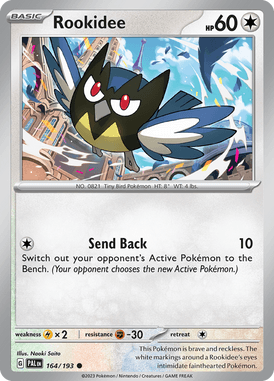 BASIC
Rookidee
HP 60
NO. 0821 Tiny Bird Pokémon HT: 8" WT: 4 lbs.
Send Back 10
Switch out your opponent's Active Pokémon to
the Bench. (Your opponent chooses the new Active Pokémon.)
weakness ×2 resistance -30 retreat
Illus. Naoki Saito
G PAL EN 164/193
This Pokémon is brave and reckless. The
white markings around a Rookidee's eyes
intimidate fainthearted Pokémon.
©2023 Pokémon / Nintendo / Creatures / GAME FREAK